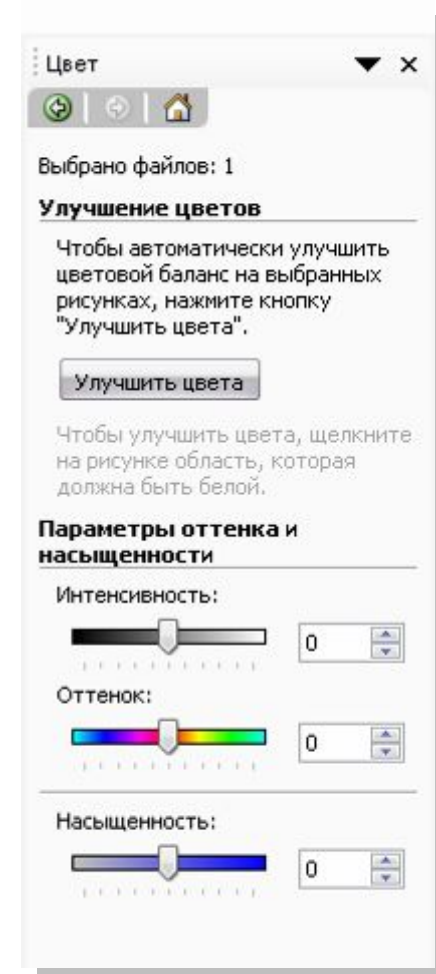 Цвет
Выбрано файлов: 1
Улучшение цветов
Чтобы автоматически улучшить
цветовой баланс на выбранных
рисунках, нажмите кнопку
"Улучшить цвета".
Улучшить цвета
Чтобы улучшить цвета, щелкните
на рисунке область, которая
должна быть белой.
Параметры оттенка и
насыщенности
Интенсивность:
0
Оттенок:
0
Насыщенность:
0